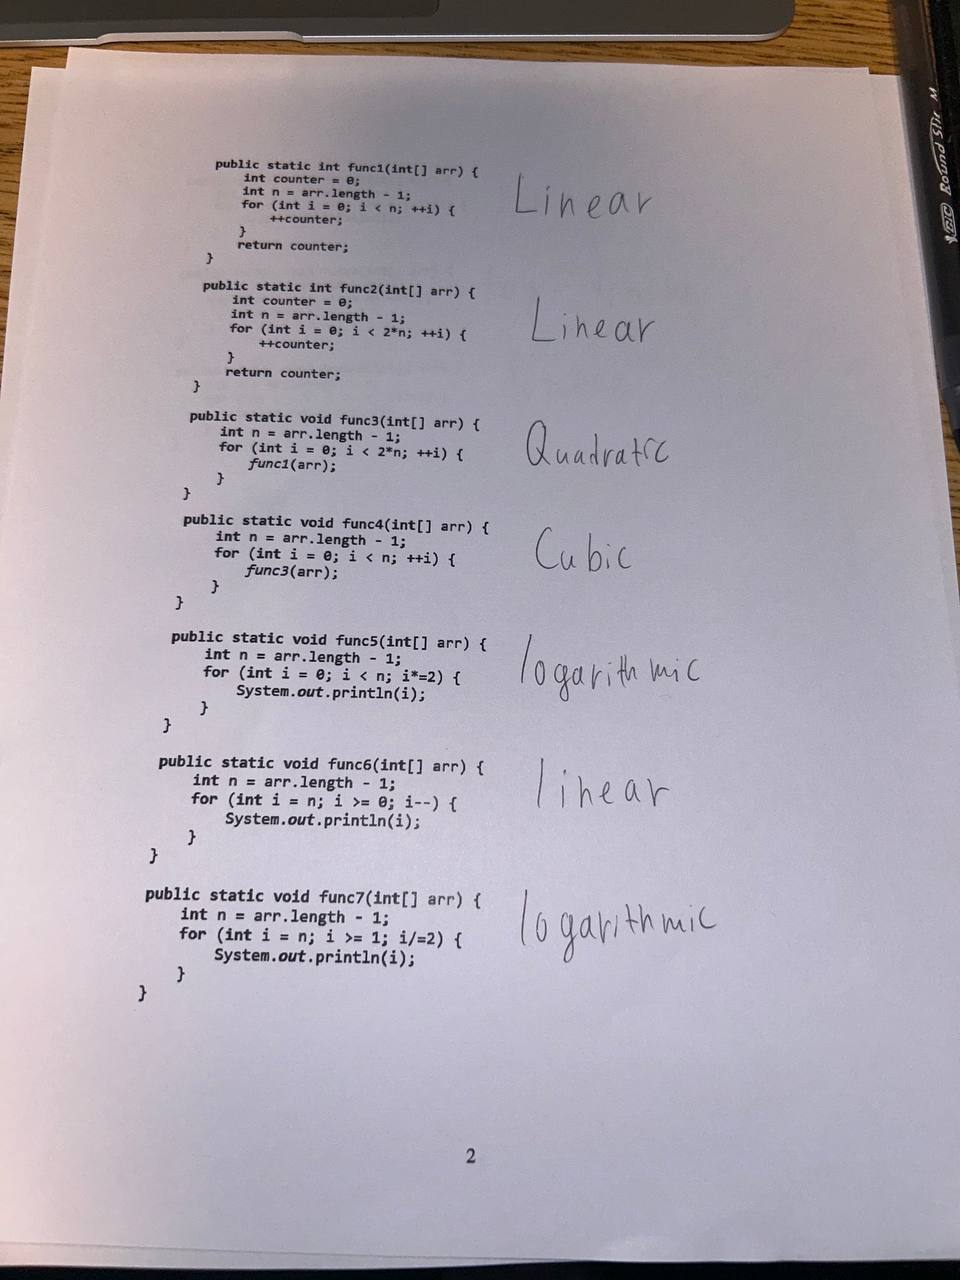 public static int func1(int[] arr) {
int counter = 0;
int n = arr.length - 1;
for (int i = 0; i < n; ++i) {
++counter;
}
return counter;
}
Linear
public static int func2(int[] arr) {
int counter = 0;
int n = arr.length - 1;
for (int i = 0; i < 2*n; ++i) {
++counter;
}
return counter;
}
Linear
public static void func3(int[] arr) {
int n = arr.length - 1;
for (int i = 0; i < 2*n; ++i) {
func1(arr);
}
}
Quadratic
public static void func4(int[] arr) {
int n = arr.length - 1;
for (int i = 0; i < n; ++i) {
func3(arr);
}
}
Cubic
public static void func5(int[] arr) {
int n = arr.length - 1;
for (int i = 0; i < n; i*=2) {
System.out.println(i);
}
}
logarithmic
public static void func6(int[] arr) {
int n = arr.length - 1;
for (int i = n; i >= 0; i--) {
System.out.println(i);
}
}
linear
public static void func7(int[] arr) {
int n = arr.length - 1;
for (int i = n; i >= 1; i/=2) {
System.out.println(i);
}
}
logarithmic
2
BIC Round Stic M